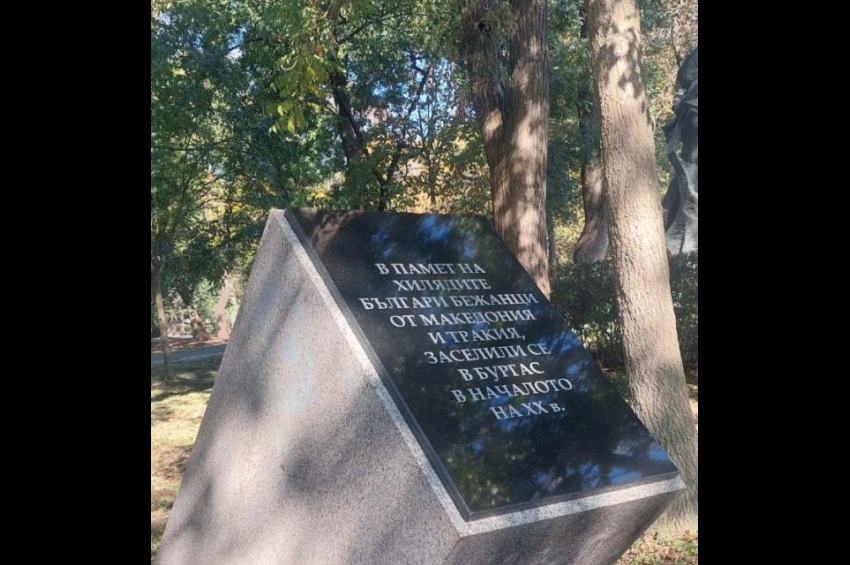 В ПАМЕТ НА
ХИЛЯДИТЕ
БЪЛГАРИ БЕЖАНЦИ
ОТ МАКЕДОНИЯ
И ТРАКИЯ,
ЗАСЕЛИЛИ СЕ
В БУРГАС
В НАЧАЛОТО
НА XX в.